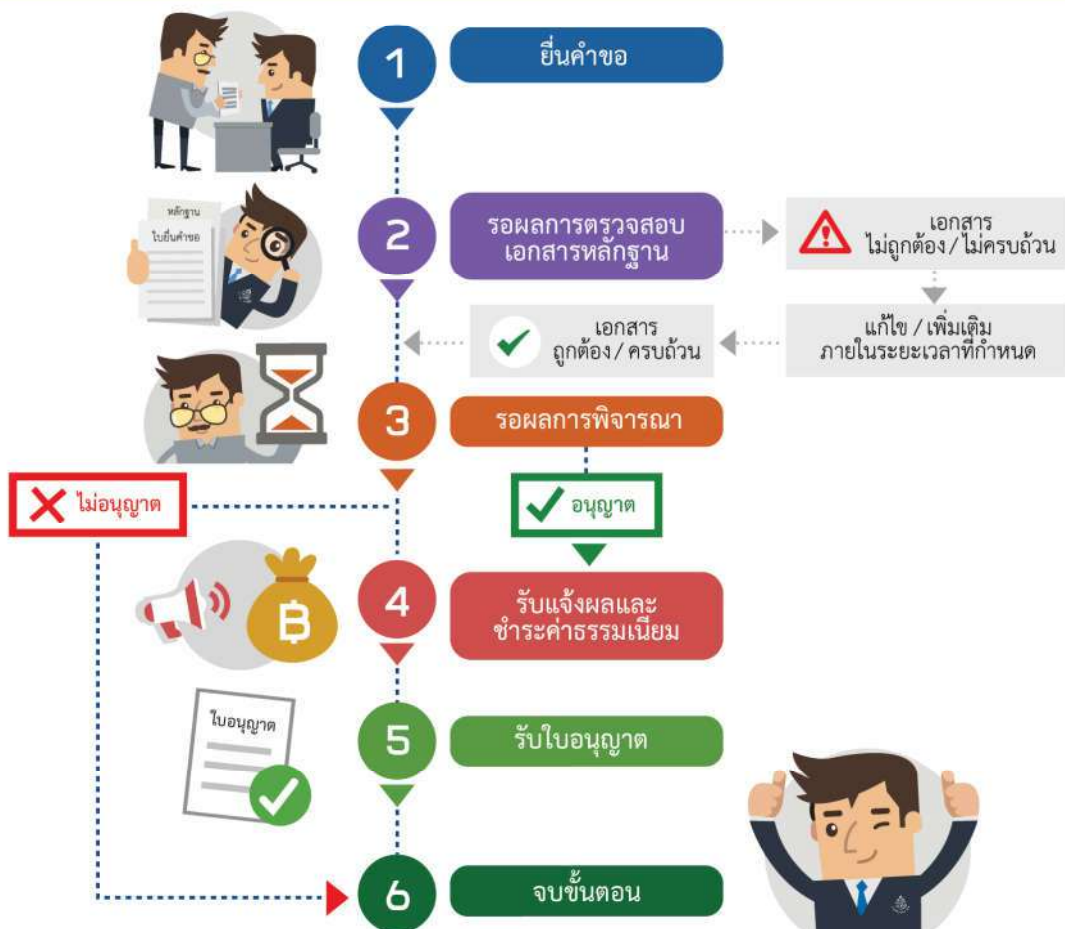 1
ยื่นคำขอ
หลักฐาน
ใบยื่นคำขอ
2
รอผลการตรวจสอบ
เอกสารหลักฐาน
เอกสาร
ไม่ถูกต้อง / ไม่ครบถ้วน
เอกสาร
ถูกต้อง / ครบถ้วน
แก้ไข / เพิ่มเติม
ภายในระยะเวลาที่กำหนด
3
รอผลการพิจารณา
ไม่อนุญาต
อนุญาต
4
รับแจ้งผลและ
ชำระค่าธรรมเนียม
฿
5
รับใบอนุญาต
ใบอนุญาต
6
จบขั้นตอน